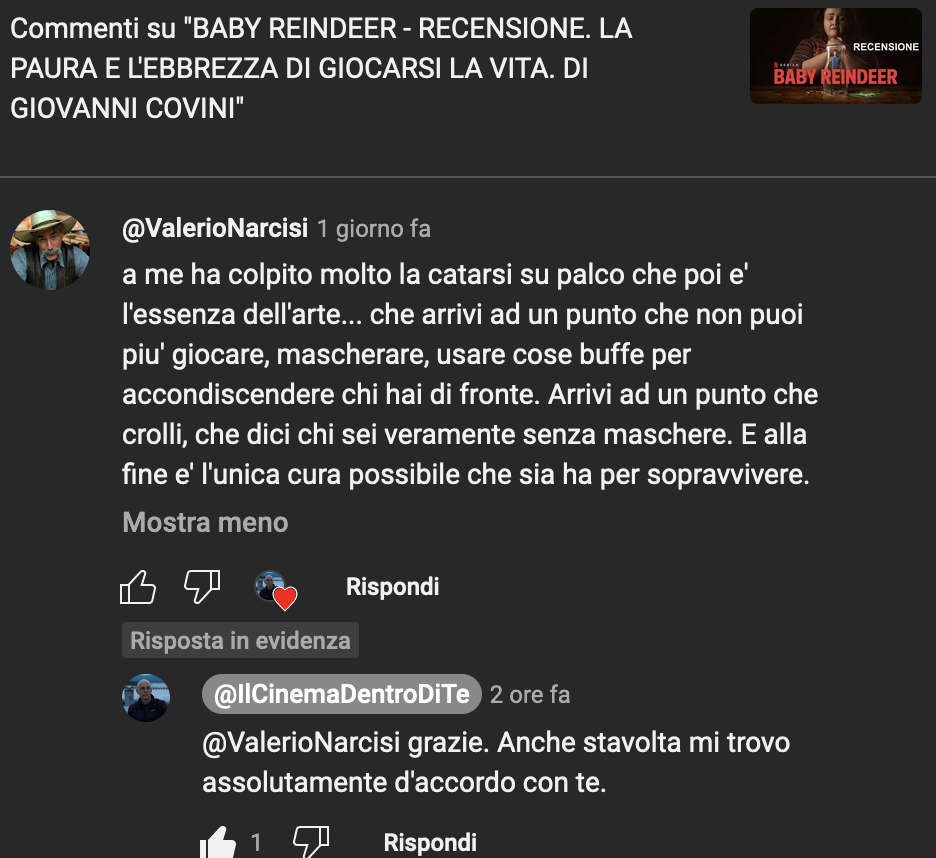 Commenti su "BABY REINDEER - RECENSIONE. LA
PAURA E L'EBBREZZA DI GIOCARSI LA VITA. DI
GIOVANNI COVINI"
RECENSIONE
BABY REINDEER
@ValerioNarcisi 1 giorno fa
a me ha colpito molto la catarsi su palco che poi e'
l'essenza dell'arte... che arrivi ad un punto che non puoi
piu' giocare, mascherare, usare cose buffe per
accondiscendere chi hai di fronte. Arrivi ad un punto che
crolli, che dici chi sei veramente senza maschere. E alla
fine e' l'unica cura possibile che sia ha per sopravvivere.
Mostra meno
Rispondi
Risposta in evidenza
@IlCinemaDentroDiTe 2 ore fa
@ValerioNarcisi grazie. Anche stavolta mi trovo
assolutamente d'accordo con te.
1 Rispondi